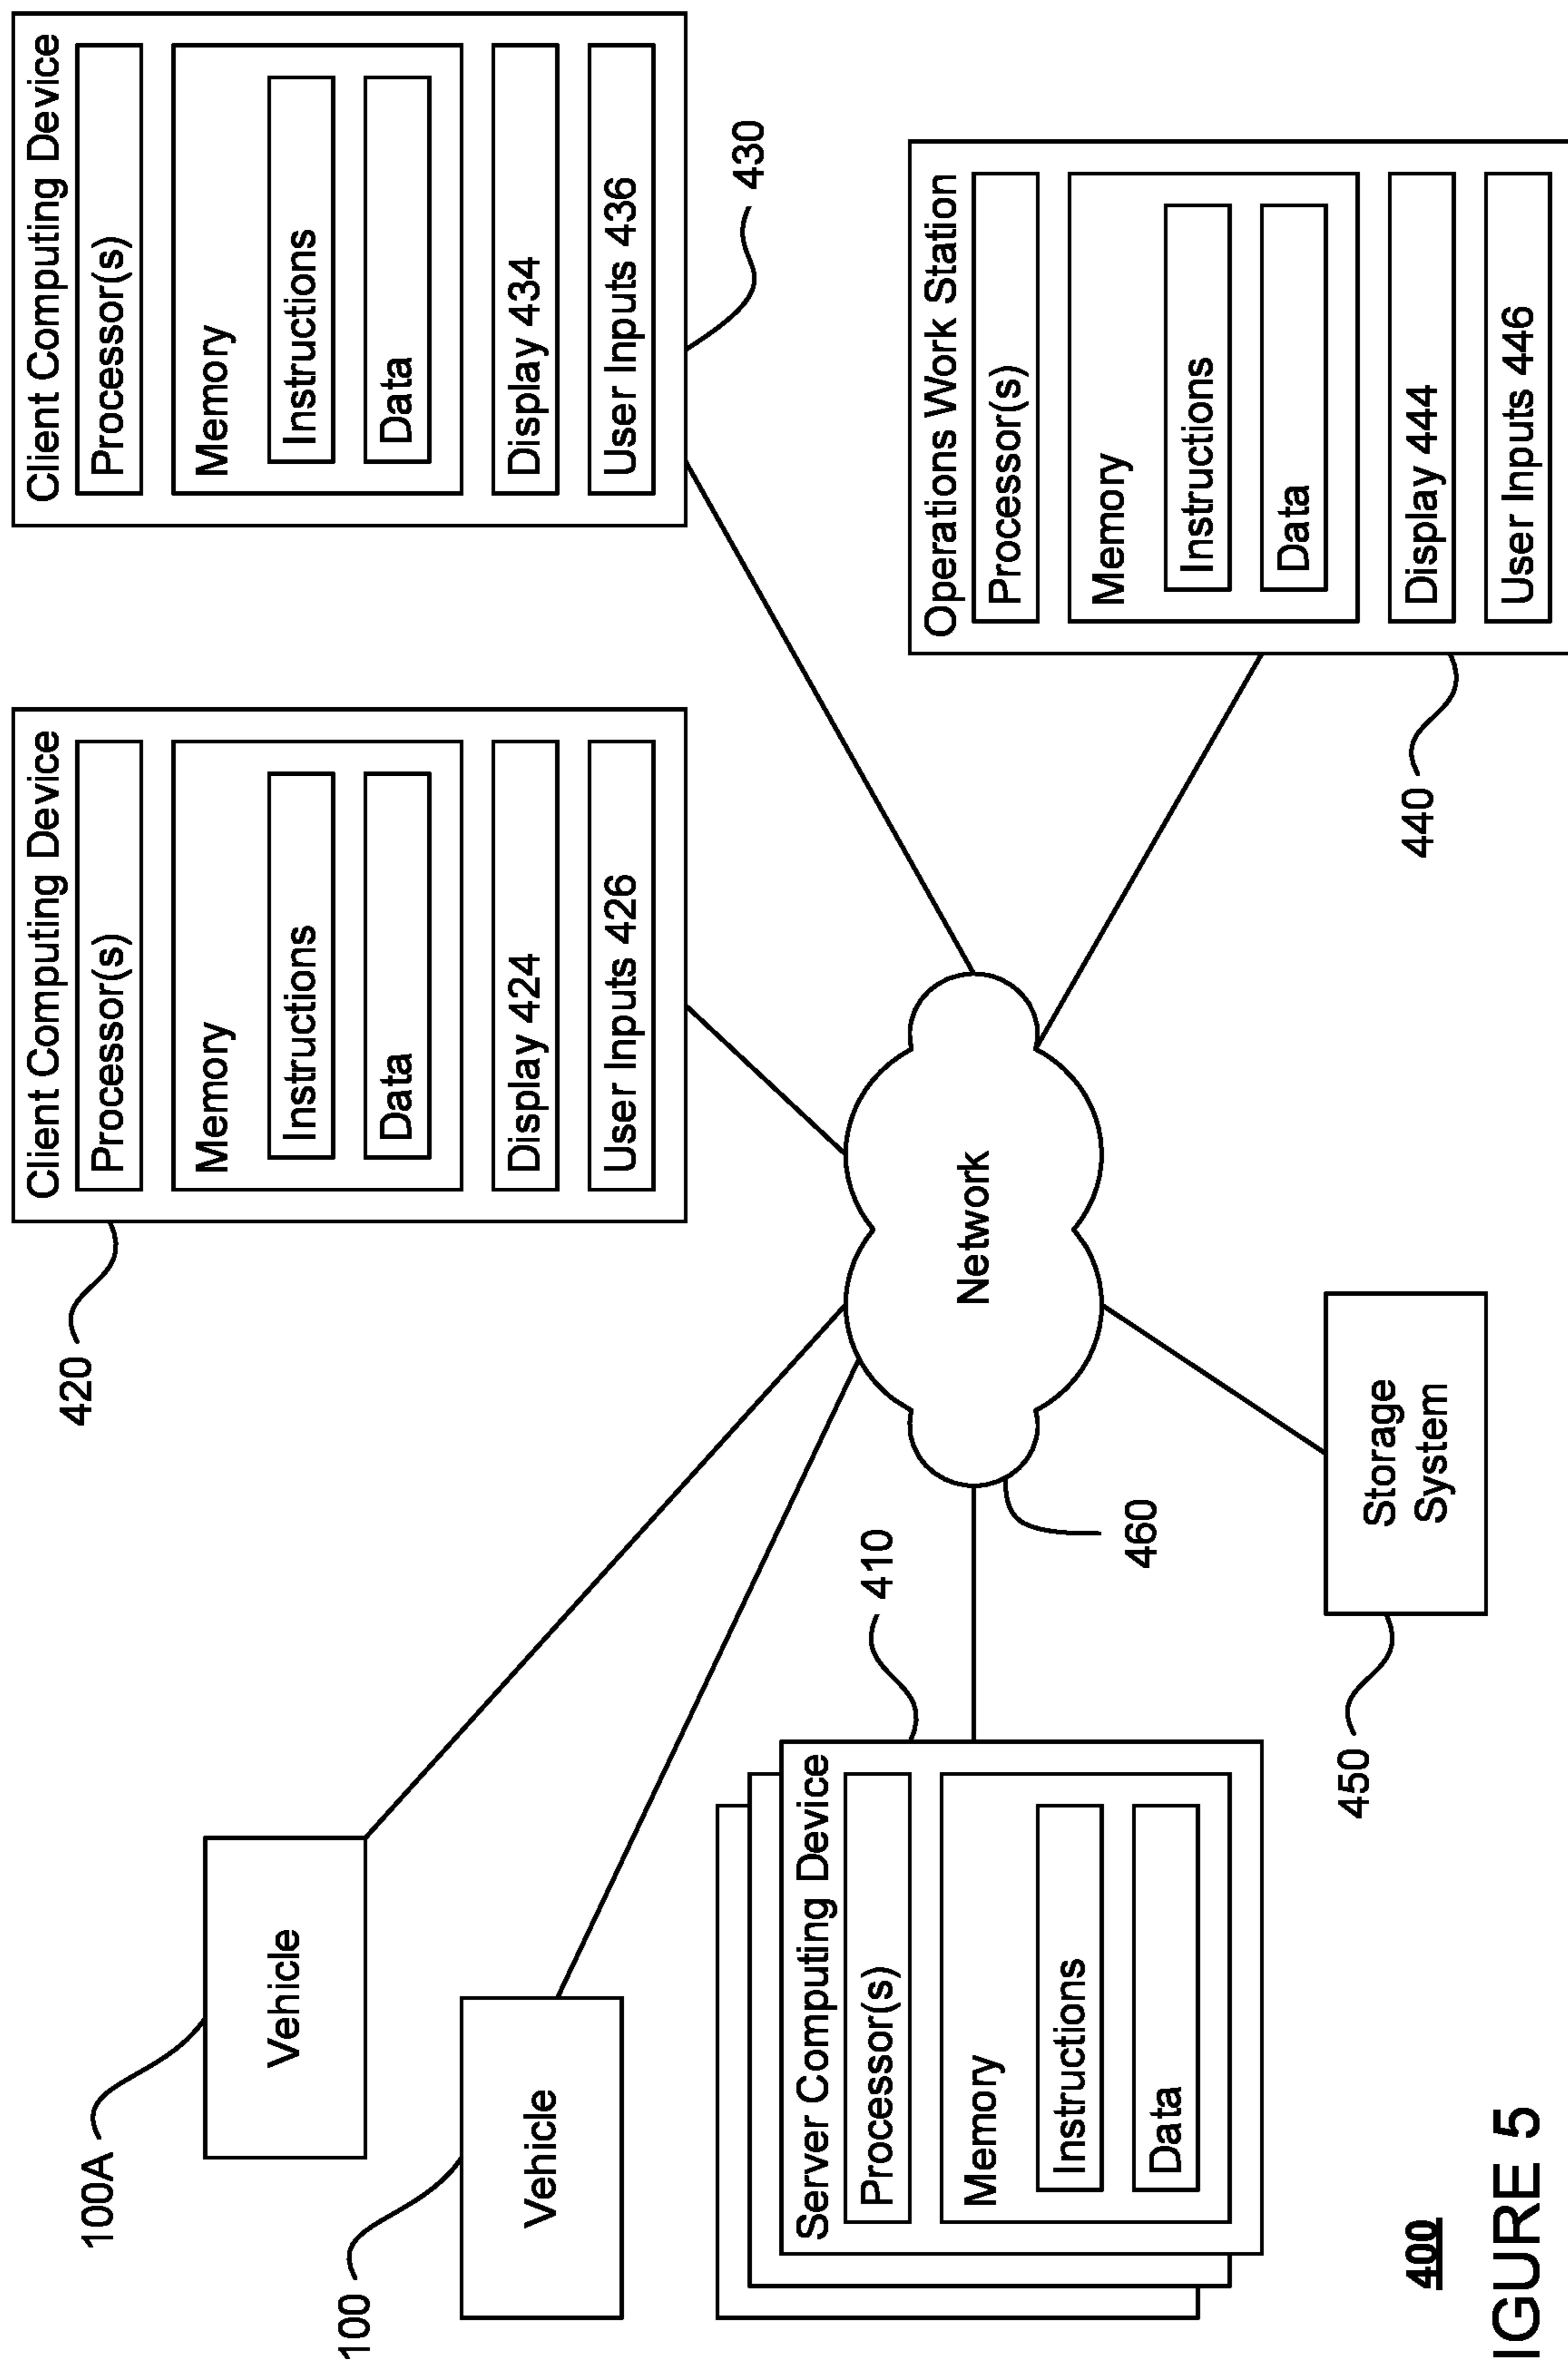 Client Computing Device
Processor(s)
Memory
Instructions
Data
Display 424
User Inputs 426
420
Client Computing Device
Processor(s)
Memory
Instructions
Data
Display 434
User Inputs 436
430
100A
Vehicle
100
Vehicle
Network
460
Server Computing Device
Processor(s)
Memory
Instructions
Data
410
Storage
System
450
Operations Work Station
Processor(s)
Memory
Instructions
Data
Display 444
User Inputs 446
440
400
IGURE 5